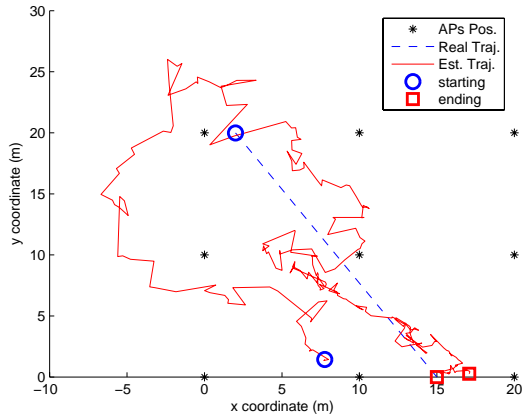 APs Pos.
Real Traj.
Est. Traj.
starting
ending
30
25
20
15
10
5
0
y coordinate (m)
−10
−5
0
5
10
15
20
x coordinate (m)